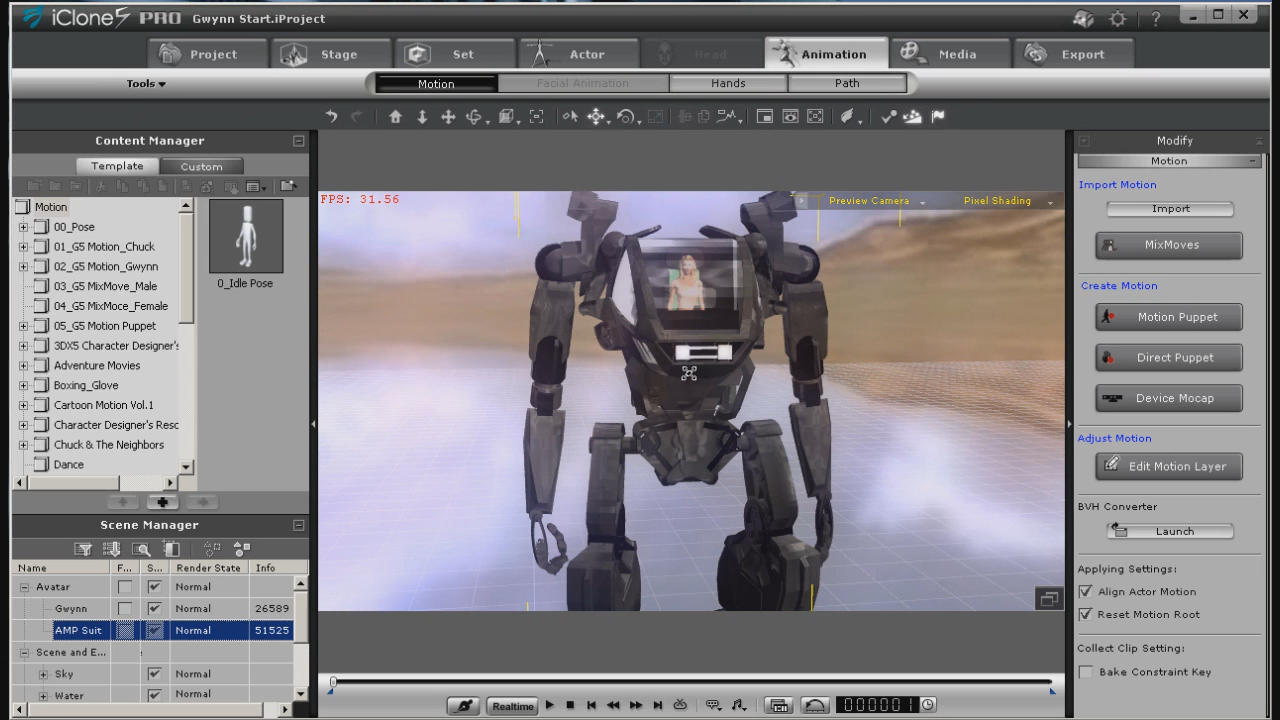 iClone5 PRO Gwynn Start.iProject
?
Project Stage Set Actor Head Animation Media Export
Tools Motion Facial Animation Hands Path
Content Manager
Template Custom
Motion
00_Pose
01_G5 Motion_Chuck
02_G5 Motion_Gwynn
03_G5 MixMove_Male
04_G5 MixMoce_Female
05_G5 Motion Puppet
3DX5 Character Designer's
Adventure Movies
Boxing_Glove
Cartoon Motion Vol.1
Character Designer's Resc
Chuck & The Neighbors
Dance
0_Idle Pose
Scene Manager
Name F... S... Render State Info
Avatar Normal
Gwynn Normal 26589
AMP Suit Normal 51525
Scene and E...
Sky Normal
Water Normal
FPS: 31.56
Preview Camera Pixel Shading
Realtime
000001
Modify
Motion
Import Motion
Import
MixMoves
Create Motion
Motion Puppet
Direct Puppet
Device Mocap
Adjust Motion
Edit Motion Layer
BVH Converter
Launch
Applying Settings:
Align Actor Motion
Reset Motion Root
Collect Clip Setting:
Bake Constraint Key